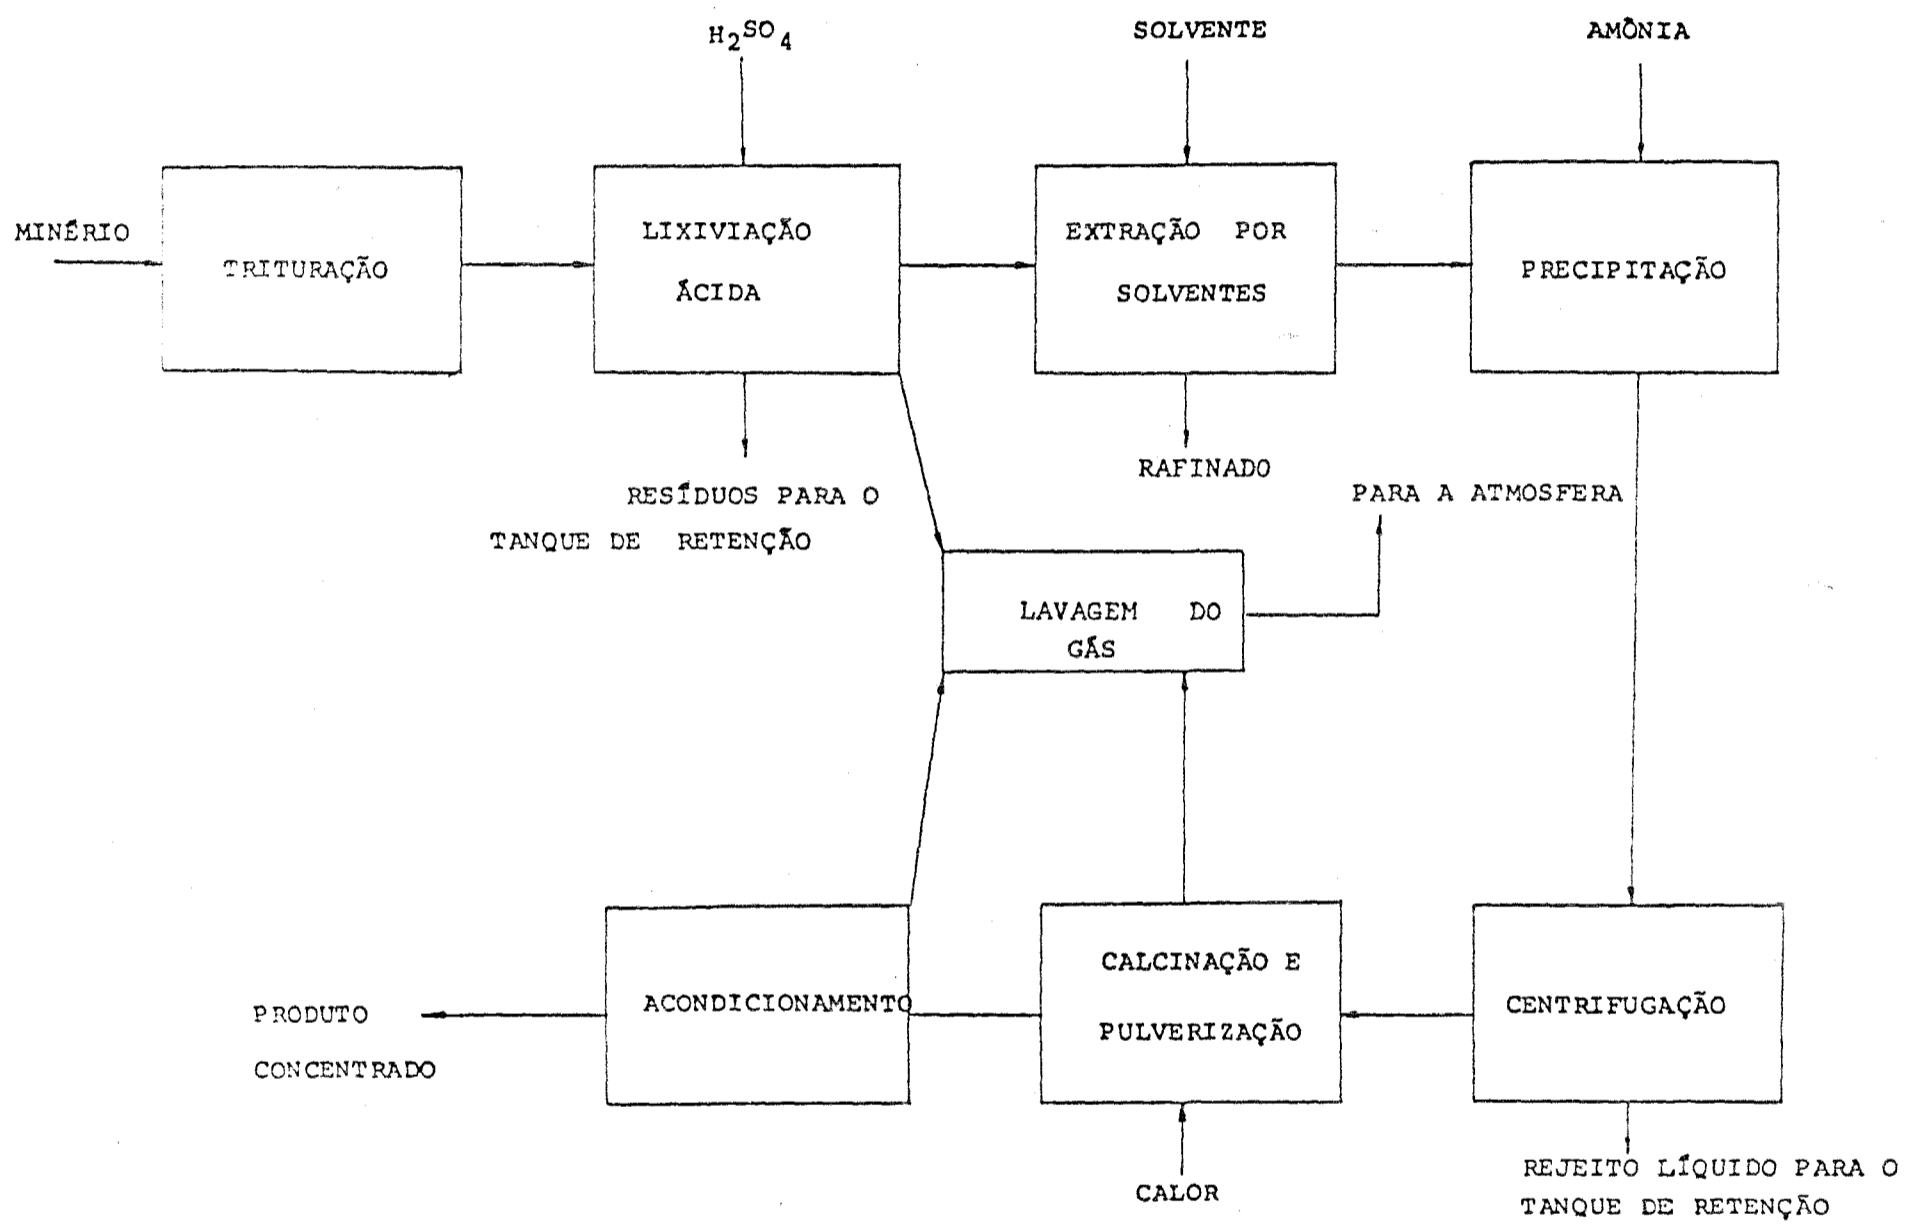 H2SO4
SOLVENTE
AMÔNIA
MINÉRIO
TRITURAÇÃO
LIXIVIAÇÃO
ÁCIDA
EXTRAÇÃO POR
SOLVENTES
PRECIPITAÇÃO
RAFINADO
RESÍDUOS PARA O
TANQUE DE RETENÇÃO
PARA A ATMOSFERA
LAVAGEM DO
GÁS
PRODUTO
CONCENTRADO
ACONDICIONAMENTO
CALCINAÇÃO E
PULVERIZAÇÃO
CENTRIFUGAÇÃO
CALOR
REJEITO LÍQUIDO PARA O
TANQUE DE RETENÇÃO